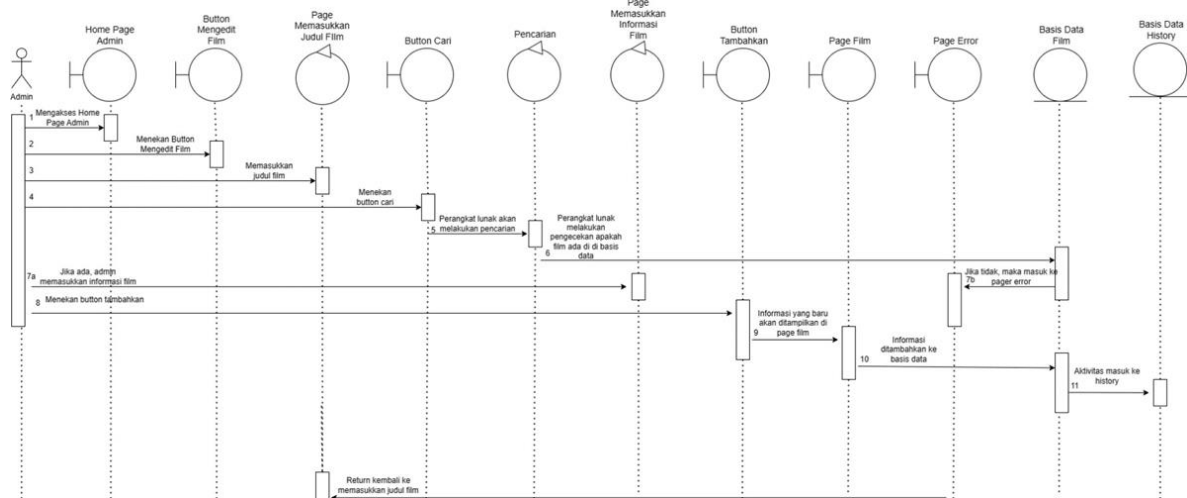 Home Page
Admin
Button
Mengedit
Film
Page
Memasukkan
Judul FIlm
Button Cari
Pencarian
Page
Memasukkan
Informasi
Film
Button
Tambahkan
Page Film
Page Error
Basis Data
Film
Basis Data
History
Admin
1
Mengakses Home
Page Admin
2
Menekan Button
Mengedit Film
3
Memasukkan
judul film
4
Menekan
button cari
Perangkat lunak akan
melakukan pencarian
5
Perangkat lunak
melakukan
pengecekan apakah
film ada di di basis
data
6
7a
Jika ada, admin
memasukkan informasi film
Jika tidak, maka masuk ke
pager error
7b
8
Menekan button tambahkan
Informasi yang baru
akan ditampilkan di
page film
9
Informasi
ditambahkan ke
basis data
10
Aktivitas masuk ke
history
11
Return kembali ke
memasukkan judul film